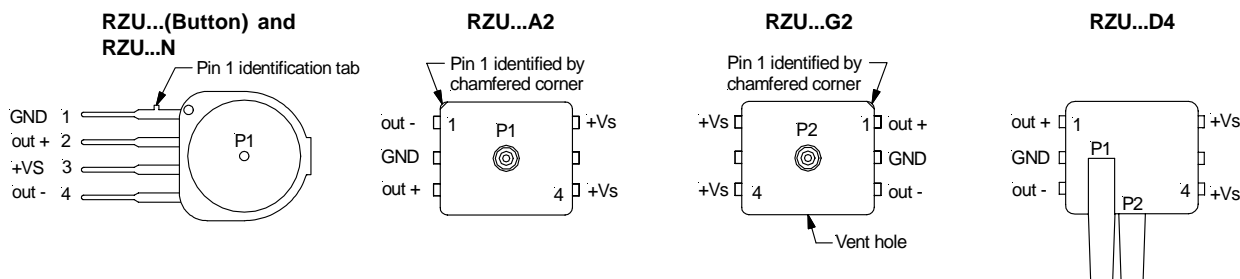 RZU...(Button) and
RZU...N
Pin 1 identification tab
GND 1
out + 2
+VS 3
out - 4
P1
RZU...A2
Pin 1 identified by
chamfered corner
out -
GND
out +
1
P1
4
+Vs
+Vs
RZU...G2
Pin 1 identified by
chamfered corner
+Vs
+Vs
P2
1
4
out +
GND
out -
Vent hole
RZU...D4
out +
GND
out -
1
P1
P2
4
+Vs
+Vs